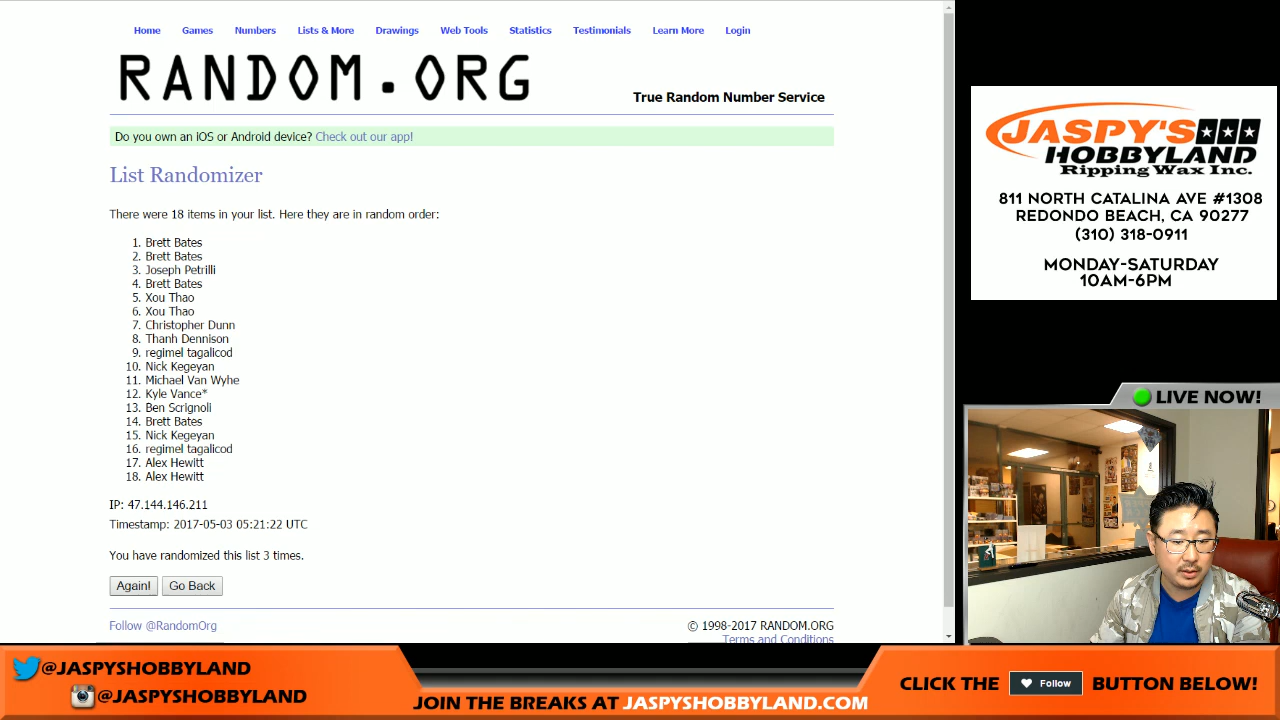 Home Games Numbers Lists & More Drawings Web Tools Statistics Testimonials Learn More Login
RANDOM.ORG
True Random Number Service
Do you own an iOS or Android device? Check out our app!
List Randomizer
There were 18 items in your list. Here they are in random order:
1. Brett Bates
2. Brett Bates
3. Joseph Petrilli
4. Brett Bates
5. Xou Thao
6. Xou Thao
7. Christopher Dunn
8. Thanh Dennison
9. regimel tagalicod
10. Nick Kegeyan
11. Michael Van Wyhe
12. Kyle Vance*
13. Ben Scrignoli
14. Brett Bates
15. Nick Kegeyan
16. regimel tagalicod
17. Alex Hewitt
18. Alex Hewitt
IP: 47.144.146.211
Timestamp: 2017-05-03 05:21:22 UTC
You have randomized this list 3 times.
Again! Go Back
Follow @RandomOrg
© 1998-2017 RANDOM.ORG
Terms and Conditions
JASPY'S
HOBBYLAND
Ripping Wax Inc.
811 NORTH CATALINA AVE #1308
REDONDO BEACH, CA 90277
(310) 318-0911
MONDAY-SATURDAY
10AM-6PM
LIVE NOW!
@JASPYSHOBBYLAND
@JASPYSHOBBYLAND
JOIN THE BREAKS AT JASPYSHOBBYLAND.COM
CLICK THE Follow BUTTON BELOW!